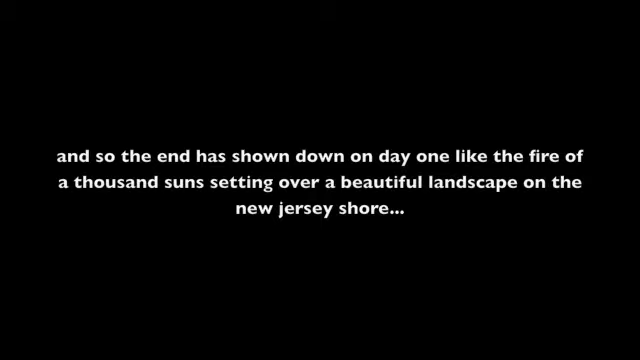 and so the end has shown down on day one like the fire of
a thousand suns setting over a beautiful landscape on the
new jersey shore...